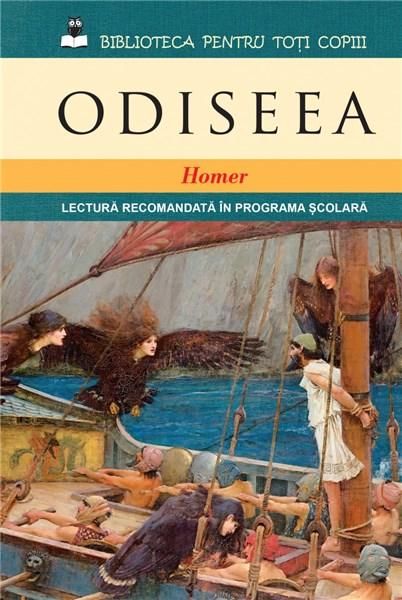 BIBLIOTECA PENTRU TOȚI COPIII
ODISEEA
Homer
LECTURĂ RECOMANDATĂ ÎN PROGRAMA ȘCOLARĂ